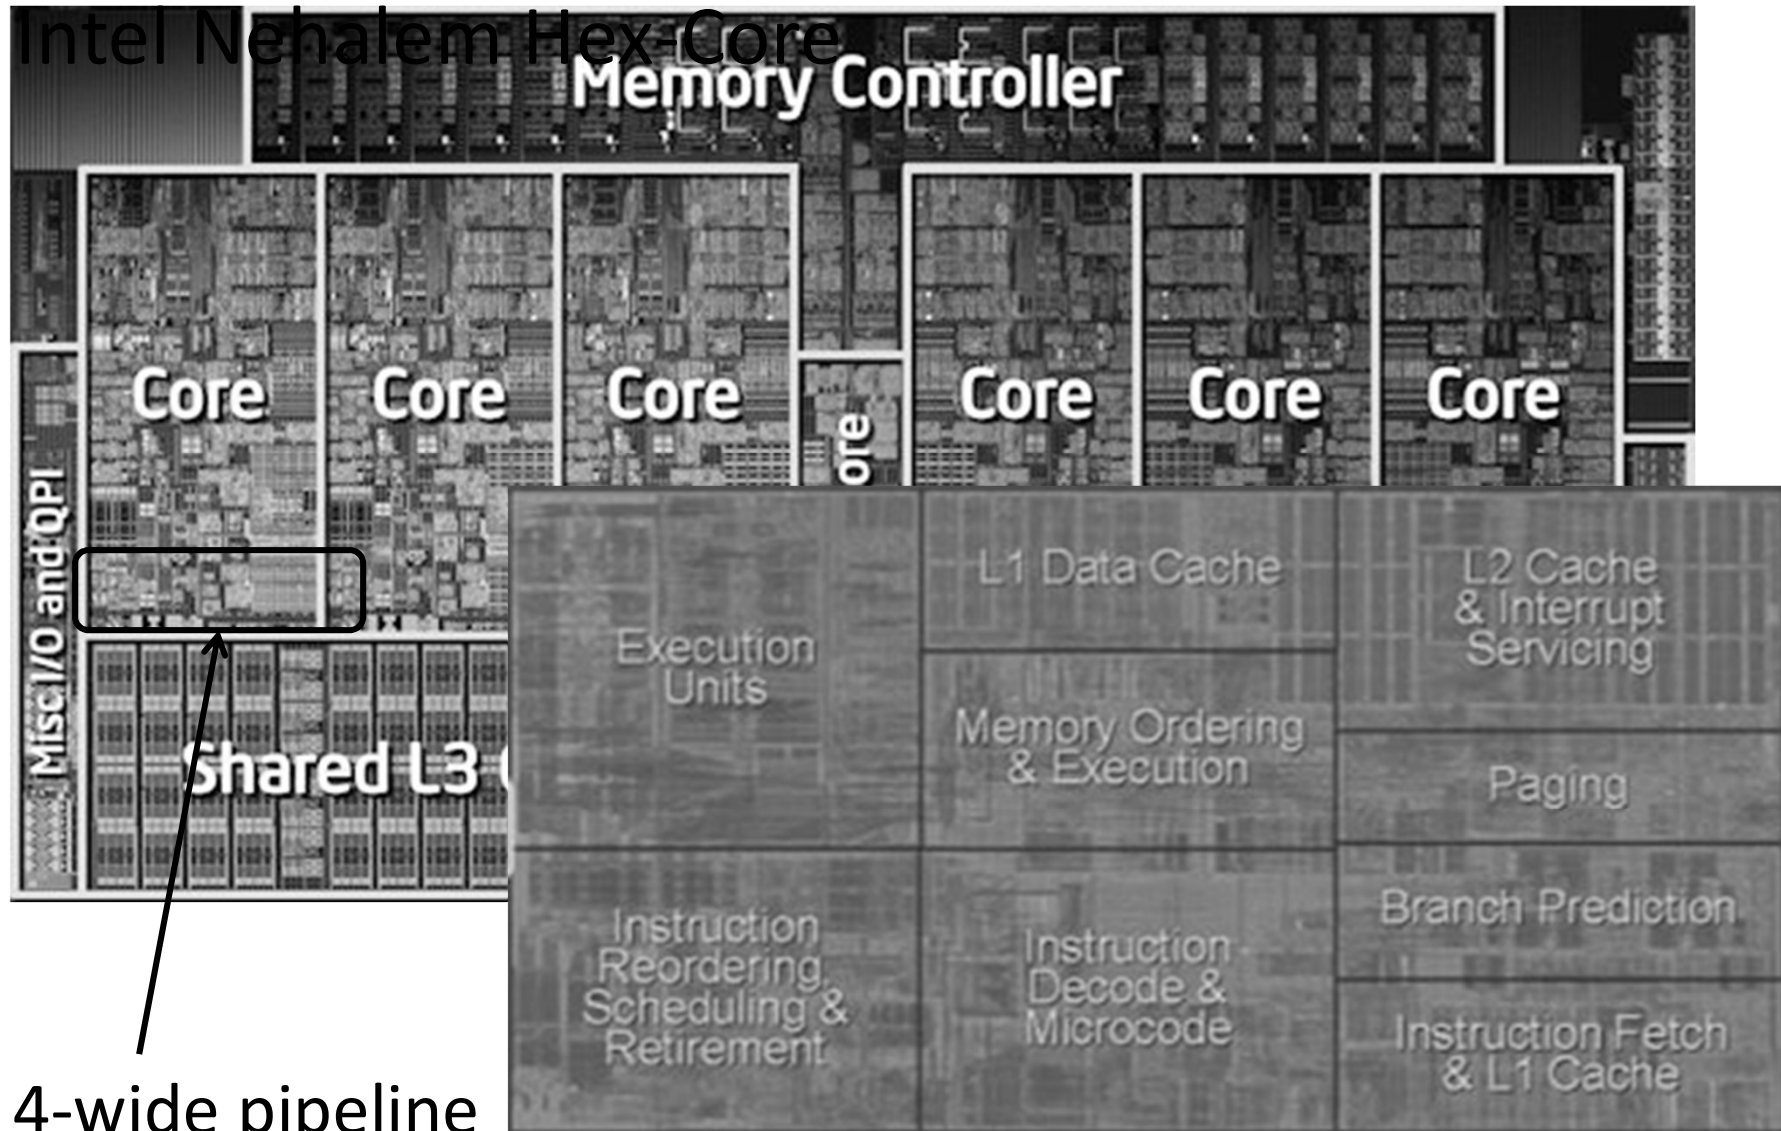 Intel Nehalem Hex-Core
Memory Controller
Core
Core
Core
Core
Core
Core
ore
Misc I/O and QPI
Shared L3
Execution
Units
L1 Data Cache
L2 Cache
& Interrupt
Servicing
Memory Ordering
& Execution
Paging
Instruction
Reordering,
Scheduling &
Retirement
Instruction
Decode &
Microcode
Branch Prediction
Instruction Fetch
& L1 Cache
4-wide pipeline